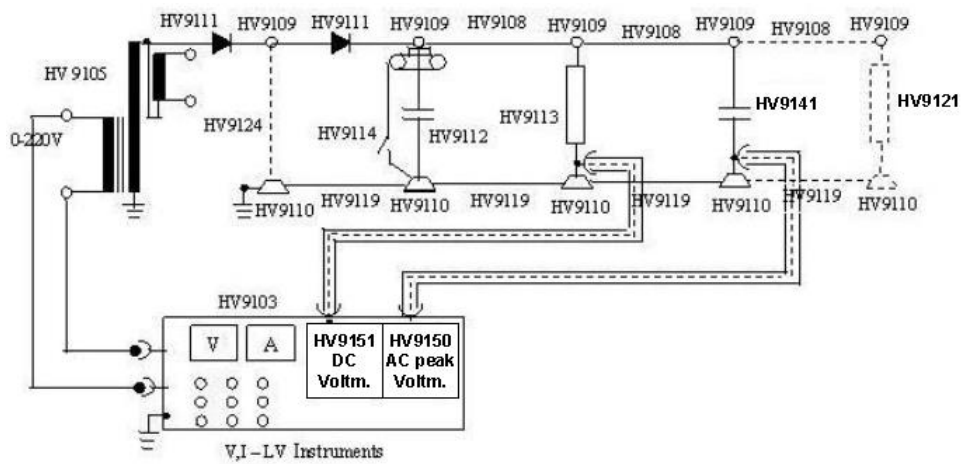 HV9111
HV9109
HV9111
HV9109
HV9108
HV9109
HV9108
HV9109
HV9108
HV9109
HV 9105
HV9124
HV9114
HV9112
HV9113
HV9141
HV9121
0-220V
HV9110
HV9119
HV9110
HV9119
HV9110
HV9119
HV9110
HV9119
HV9110
HV9103
V
A
HV9151
DC
Voltm.
HV9150
AC peak
Voltm.
V,I-LV Instruments